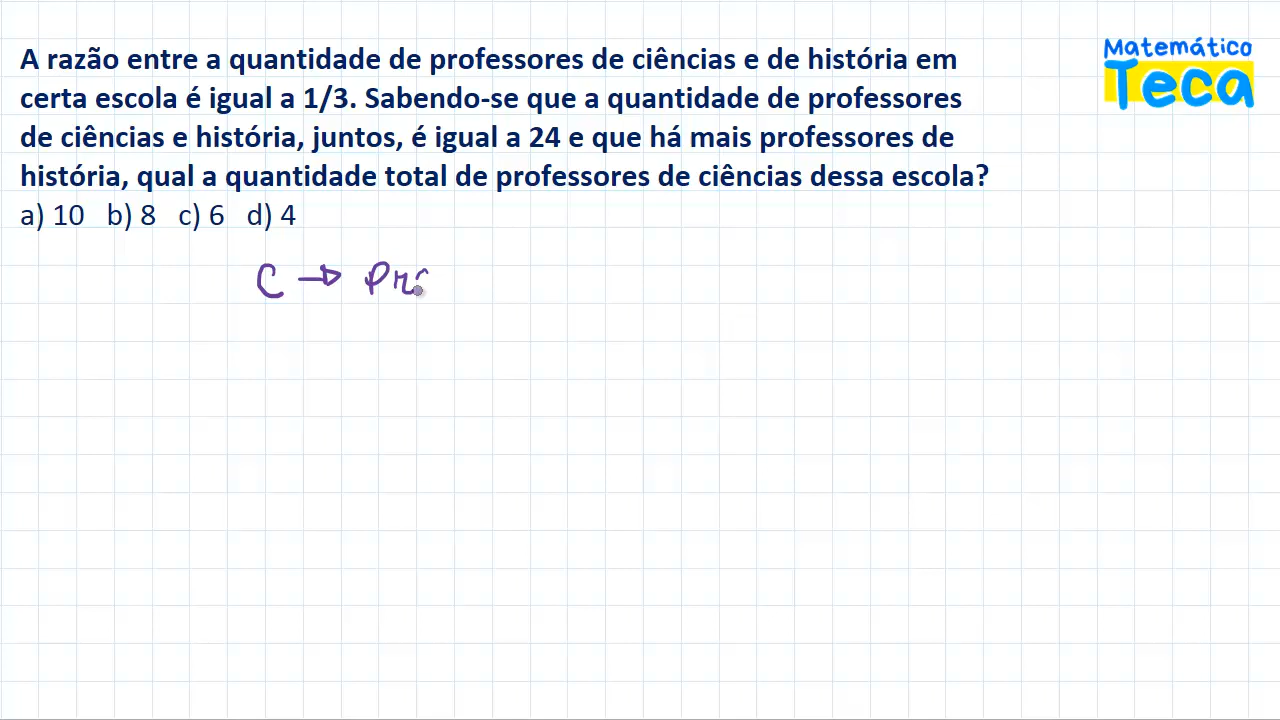 A razão entre a quantidade de professores de ciências e de história em
certa escola é igual a 1/3. Sabendo-se que a quantidade de professores
de ciências e história, juntos, é igual a 24 e que há mais professores de
história, qual a quantidade total de professores de ciências dessa escola?
a) 10 b) 8 c) 6 d) 4
Matemático
Teca
C → Pr